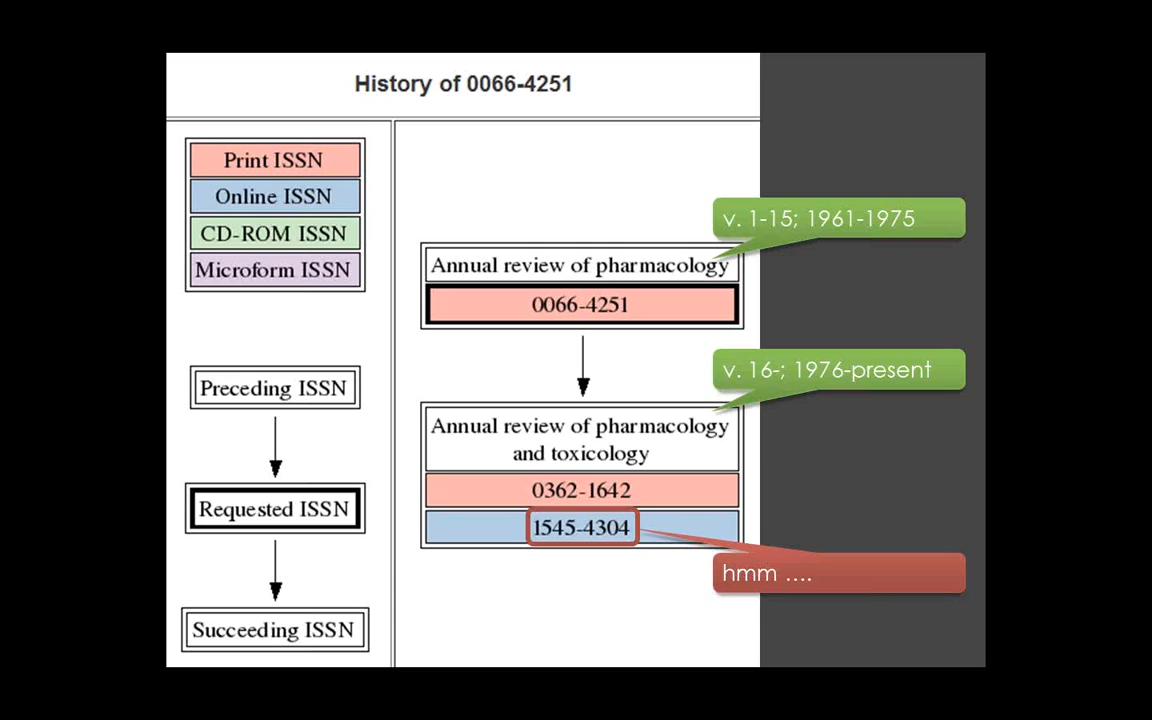 History of 0066-4251
Print ISSN
Online ISSN
CD-ROM ISSN
Microform ISSN
Preceding ISSN
Requested ISSN
Succeeding ISSN
v. 1-15; 1961-1975
Annual review of pharmacology
0066-4251
v. 16-; 1976-present
Annual review of pharmacology
and toxicology
0362-1642
1545-4304
hmm ....